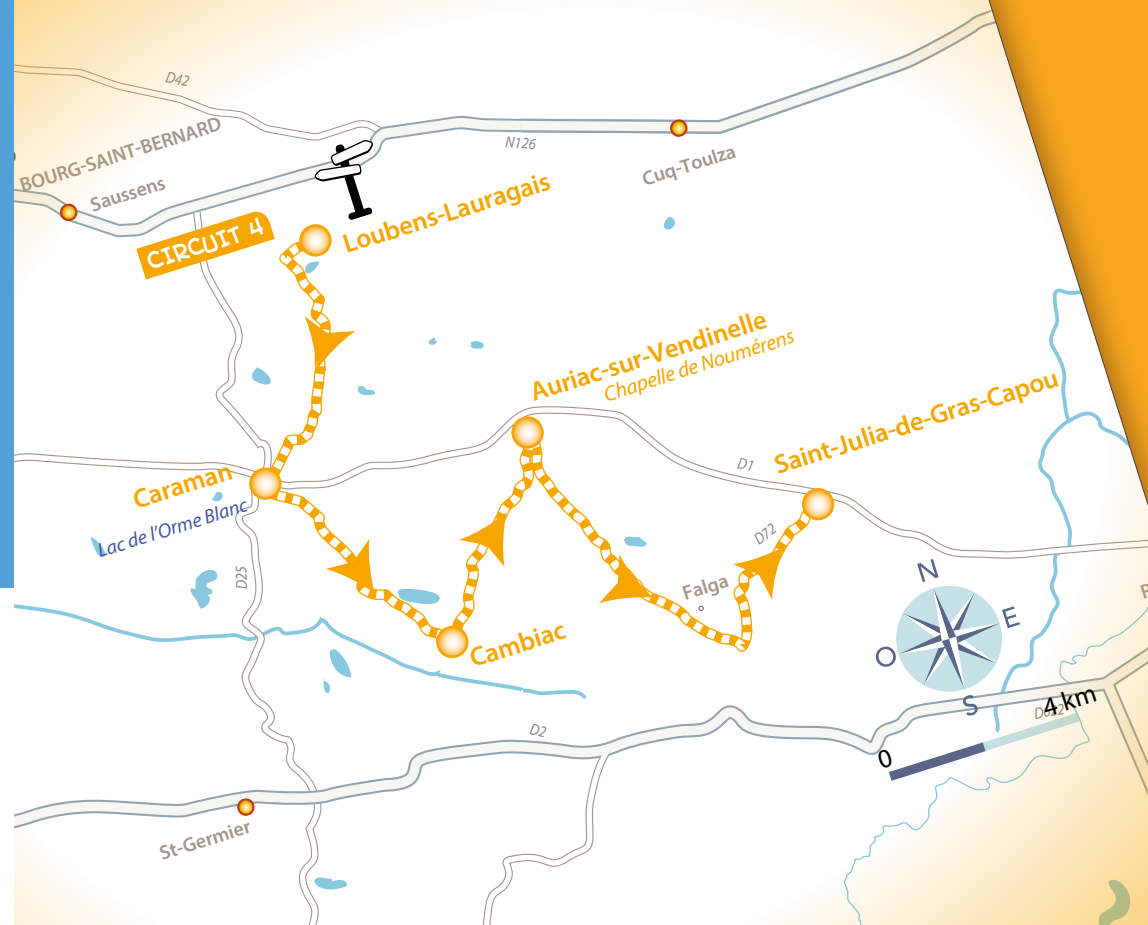 D42
BOURG-SAINT-BERNARD
Saussens
N126
Cuq-Toulza
CIRCUIT 4
Loubens-Lauragais
Auriac-sur-Vendinelle
Chapelle de Noumérens
Saint-Julia-de-Gras-Capou
D1
Caraman
Lac de l'Orme Blanc
D72
D25
Falga
N
E
O
S
Cambiac
4 km
0
D2
St-Germier